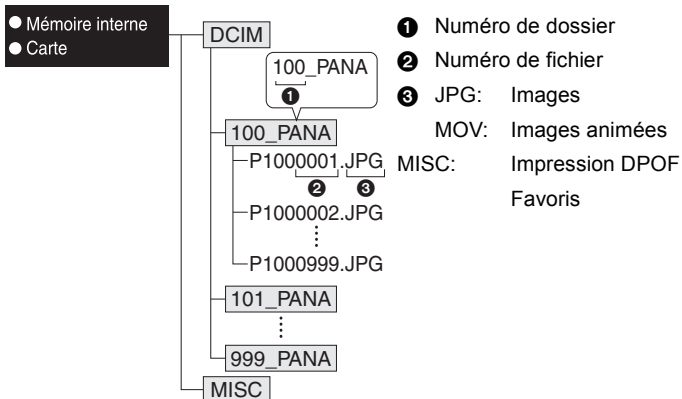 ● Mémoire interne
● Carte
DCIM
100_PANA
❶
100_PANA
P1000001.JPG
❷ ❸
P1000002.JPG
P1000999.JPG
101_PANA
999_PANA
MISC
❶ Numéro de dossier
❷ Numéro de fichier
❸ JPG: Images
MOV: Images animées
MISC: Impression DPOF
Favoris